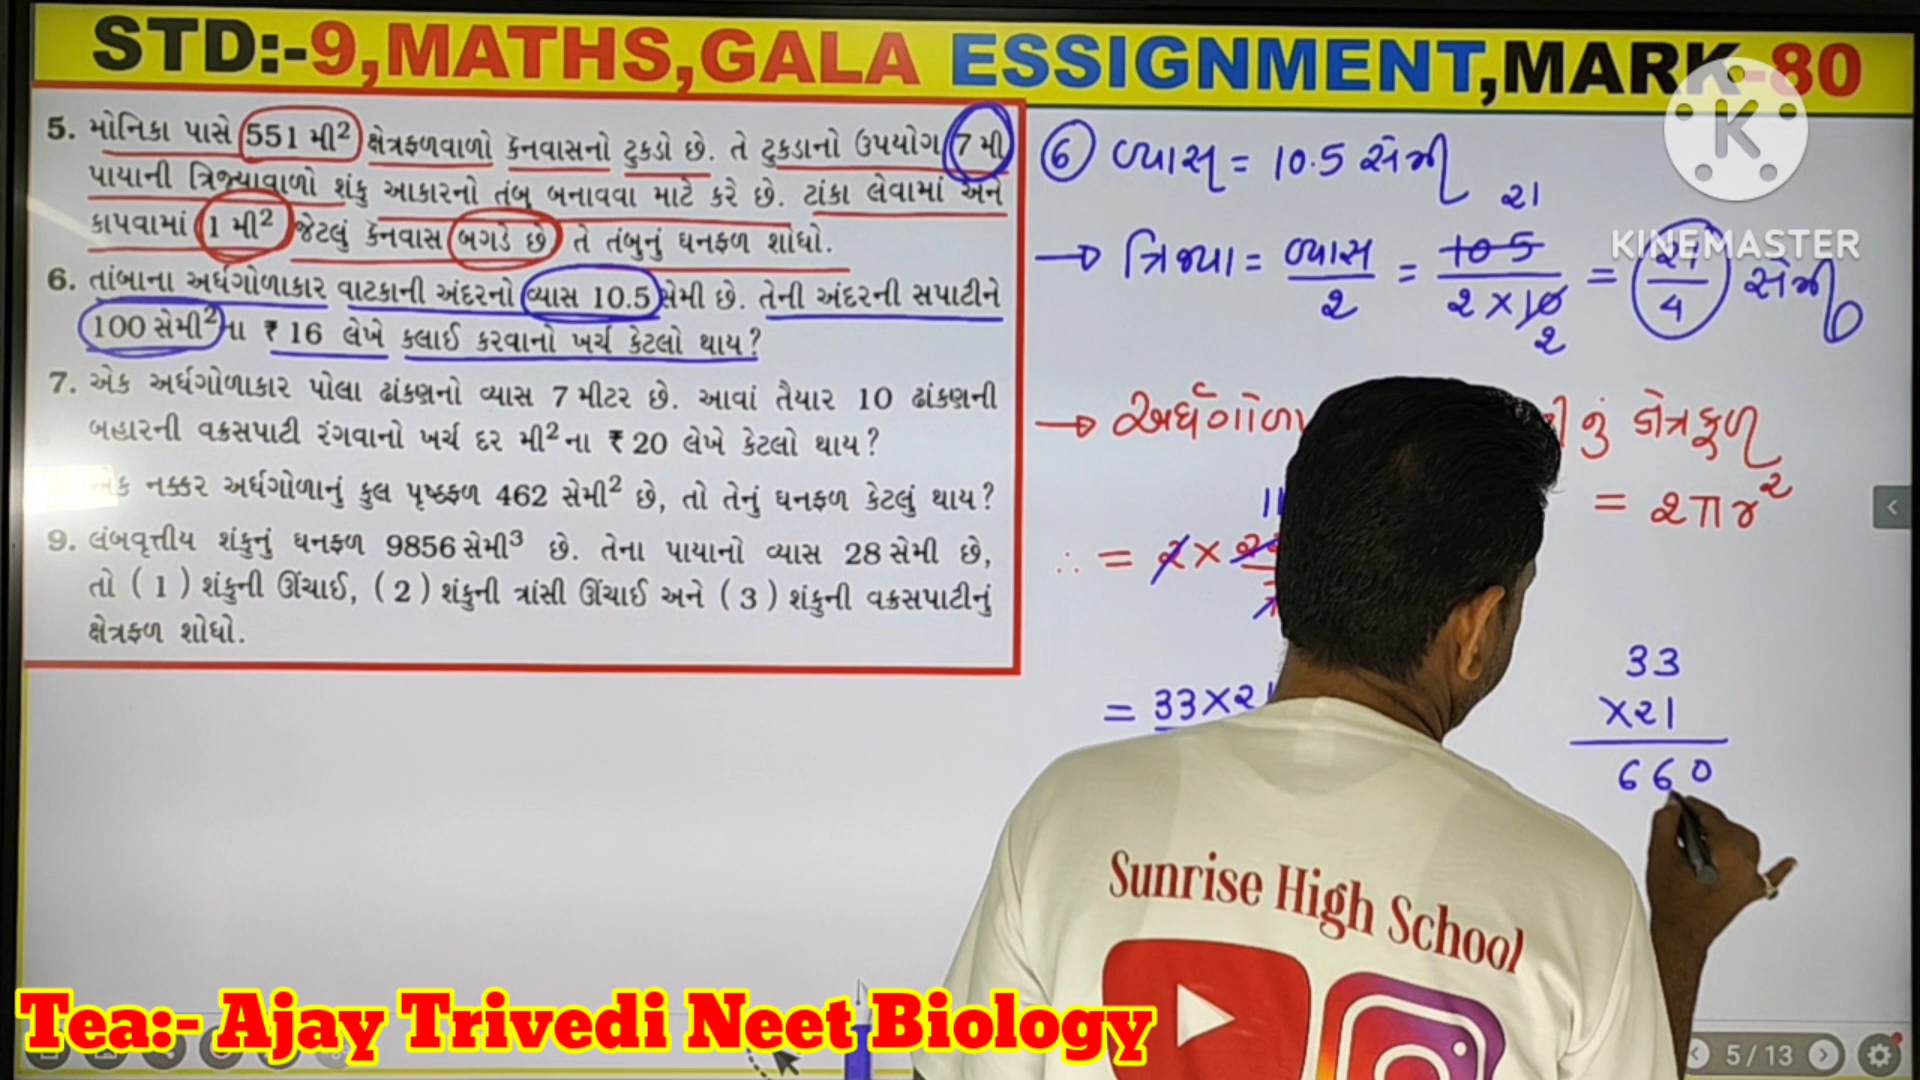 STD:-9,MATHS,GALA ESSIGNMENT,MARK-80
5. મોનિકા પાસે 551 મી² ક્ષેત્રફળવાળો કૅનવાસનો ટુકડો છે. તે ટુકડાનો ઉપયોગ 7 મી
પાયાની ત્રિજ્યાવાળો શંકુ આકારનો તંબુ બનાવવા માટે કરે છે. ટાંકા લેવામાં અને
કાપવામાં 1 મી² જેટલું કૅનવાસ બગડે છે તે તંબુનું ઘનફળ શોધો.
6. તાંબાના અર્ધગોળાકાર વાટકાની અંદરનો વ્યાસ 10.5 સેમી છે. તેની અંદરની સપાટીને
100 સેમી²ના ₹ 16 લેખે કલાઈ કરવાનો ખર્ચ કેટલો થાય?
7. એક અર્ધગોળાકાર પોલા ઢાંકણનો વ્યાસ 7 મીટર છે. આવાં તૈયાર 10 ઢાંકણની
બહારની વક્રસપાટી રંગવાનો ખર્ચ દર મી²ના ₹ 20 લેખે કેટલો થાય?
નક્કર અર્ધગોળાનું કુલ પૃષ્ઠફળ 462 સેમી² છે, તો તેનું ઘનફળ કેટલું થાય?
9. લંબવૃત્તીય શંકુનું ઘનફળ 9856 સેમી³ છે. તેના પાયાનો વ્યાસ 28 સેમી છે,
તો ( 1 ) શંકુની ઊંચાઈ, ( 2 ) શંકુની ત્રાંસી ઊંચાઈ અને ( 3 ) શંકુની વક્રસપાટીનું
ક્ષેત્રફળ શોધો.
6 વ્યાસ = 10.5 સેમી
21
→ ત્રિજ્યા = વ્યાસ/2 = 105/2×10 = 21/4 સેમી
2
નું ક્ષેત્રફળ
= 2πr²
11
∴ = 2 × 22
= 33×21
33
×21
660
K
KINEMASTER
Sunrise High School
Tea:- Ajay Trivedi Neet Biology
5 / 13